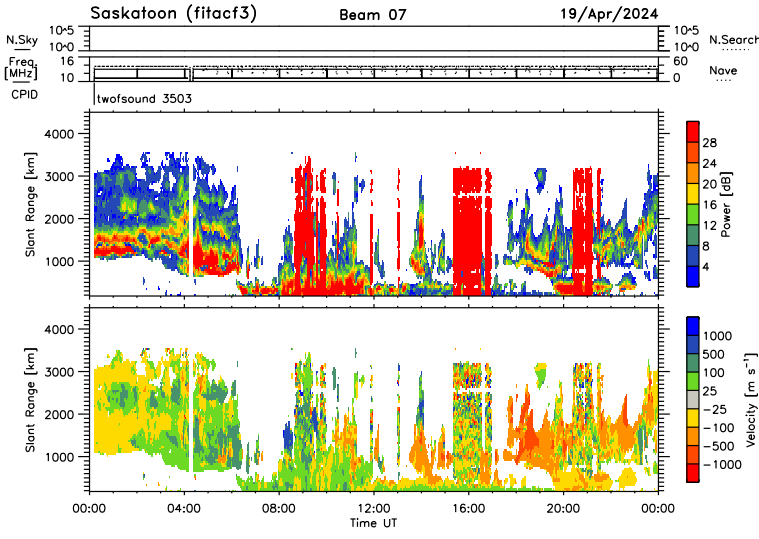 Saskatoon (fitacf3) Beam 07 19/Apr/2024
N.Sky 10^5 10^0 10^5 10^0 N.Search
Freq. [MHz] 16 10 60 0 Nave
CPID twofsound 3503
Slant Range [km] 4000 3000 2000 1000
Power [dB] 28 24 20 16 12 8 4
Slant Range [km] 4000 3000 2000 1000
Velocity [m s⁻¹] 1000 500 100 25 −25 −100 −500 −1000
00:00 04:00 08:00 12:00 16:00 20:00 00:00
Time UT